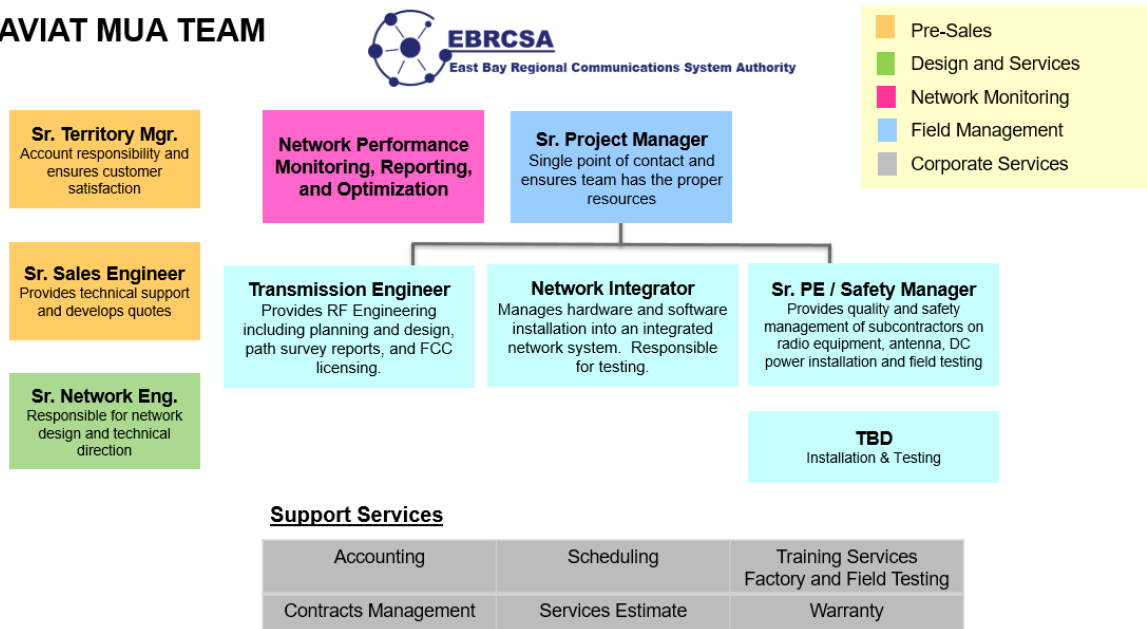 AVIAT MUA TEAM
EBRCSA
East Bay Regional Communications System Authority
Pre-Sales
Design and Services
Network Monitoring
Field Management
Corporate Services
Sr. Territory Mgr.
Account responsibility and
ensures customer
satisfaction
Network Performance
Monitoring, Reporting,
and Optimization
Sr. Project Manager
Single point of contact and
ensures team has the proper
resources
Sr. Sales Engineer
Provides technical support
and develops quotes
Transmission Engineer
Provides RF Engineering
including planning and design,
path survey reports, and FCC
licensing.
Network Integrator
Manages hardware and software
installation into an integrated
network system.  Responsible
for testing.
Sr. PE / Safety Manager
Provides quality and safety
management of subcontractors on
radio equipment, antenna, DC
power installation and field testing
Sr. Network Eng.
Responsible for network
design and technical
direction
TBD
Installation & Testing
Support Services
Accounting
Scheduling
Training Services
Factory and Field Testing
Contracts Management
Services Estimate
Warranty